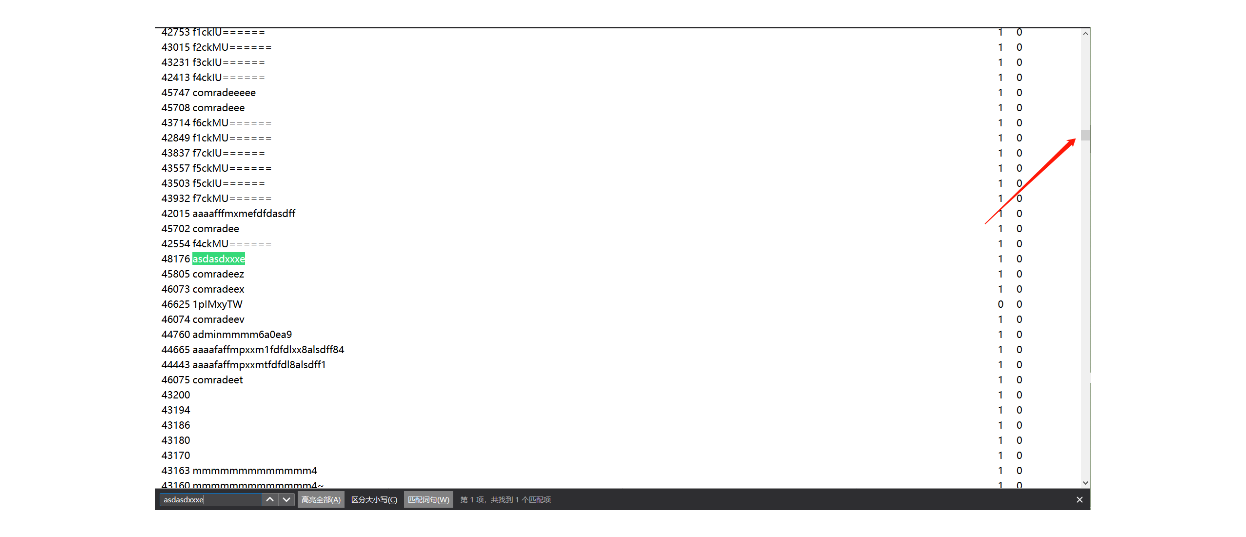 42753 f1ckIU====== 1 0
43015 f2ckMU====== 1 0
43231 f3ckIU====== 1 0
42413 f4ckIU====== 1 0
45747 comradeeeee 1 0
45708 comradeee 1 0
43714 f6ckMU====== 1 0
42849 f1ckMU====== 1 0
43837 f7ckIU====== 1 0
43557 f5ckMU====== 1 0
43503 f5ckIU====== 1 0
43932 f7ckMU====== 1 0
42015 aaaafffmxmefdfdasdff 1 0
45702 comradee 1 0
42554 f4ckMU====== 1 0
48176 asdasdxxxe 1 0
45805 comradeez 1 0
46073 comradeex 1 0
46625 1pIMxyTW 0 0
46074 comradeev 1 0
44760 adminmmmm6a0ea9 1 0
44665 aaaafaffmpxxm1fdfdlxx8alsdff84 1 0
44443 aaaafaffmpxxmtfdfdl8alsdff1 1 0
46075 comradeet 1 0
43200 1 0
43194 1 0
43186 1 0
43180 1 0
43170 1 0
43163 mmmmmmmmmmmmm4 1 0
43160 mmmmmmmmmmmmm4~ 1 0
asdasdxxxe 高亮全部(A) 区分大小写(C) 匹配词句(W) 第 1 项，共找到 1 个匹配项